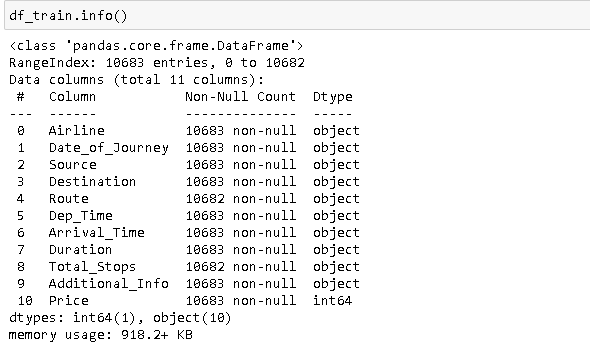 df_train.info()
<class 'pandas.core.frame.DataFrame'>
RangeIndex: 10683 entries, 0 to 10682
Data columns (total 11 columns):
 #   Column           Non-Null Count  Dtype
---  ------           --------------  -----
 0   Airline          10683 non-null  object
 1   Date_of_Journey  10683 non-null  object
 2   Source           10683 non-null  object
 3   Destination      10683 non-null  object
 4   Route            10682 non-null  object
 5   Dep_Time         10683 non-null  object
 6   Arrival_Time     10683 non-null  object
 7   Duration         10683 non-null  object
 8   Total_Stops      10682 non-null  object
 9   Additional_Info  10683 non-null  object
 10  Price            10683 non-null  int64
dtypes: int64(1), object(10)
memory usage: 918.2+ KB